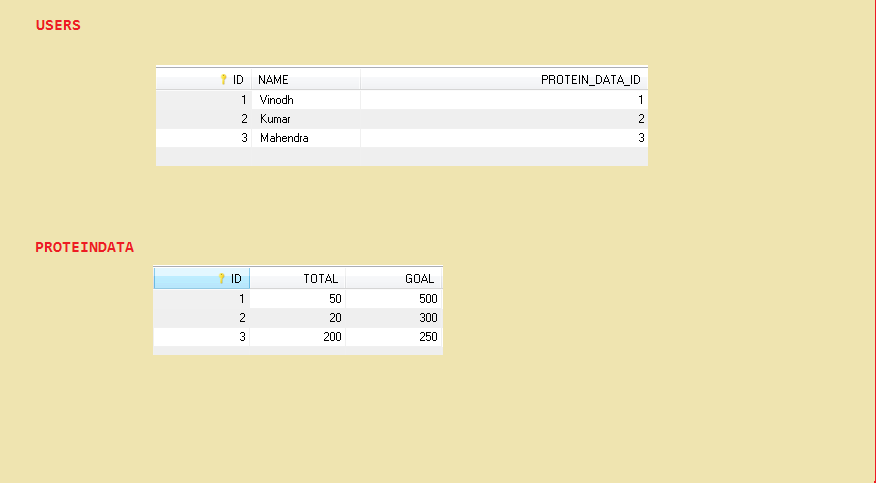 USERS
ID NAME PROTEIN_DATA_ID
1 Vinodh 1
2 Kumar 2
3 Mahendra 3
PROTEINDATA
ID TOTAL GOAL
1 50 500
2 20 300
3 200 250